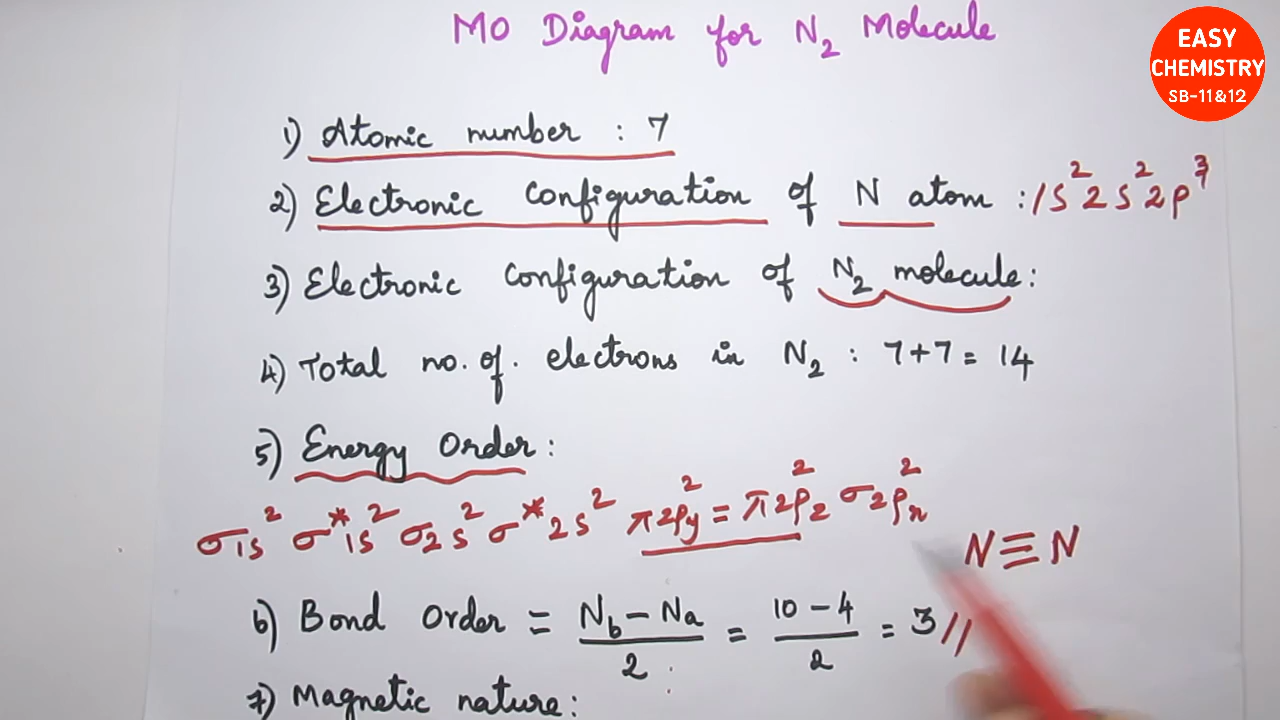 MO Diagram for N₂ Molecule
EASY
CHEMISTRY
SB-11&12
1) Atomic number : 7
2) Electronic Configuration of N atom : 1s² 2s² 2p³
3) Electronic Configuration of N₂ molecule:
4) Total no. of. electrons in N₂ : 7+7 = 14
5) Energy Order:
σ1s² σ*1s² σ2s² σ*2s² π2py² = π2pz² σ2px²
N≡N
6) Bond Order = Nb - Na / 2 = 10 - 4 / 2 = 3 //
7) Magnetic nature: